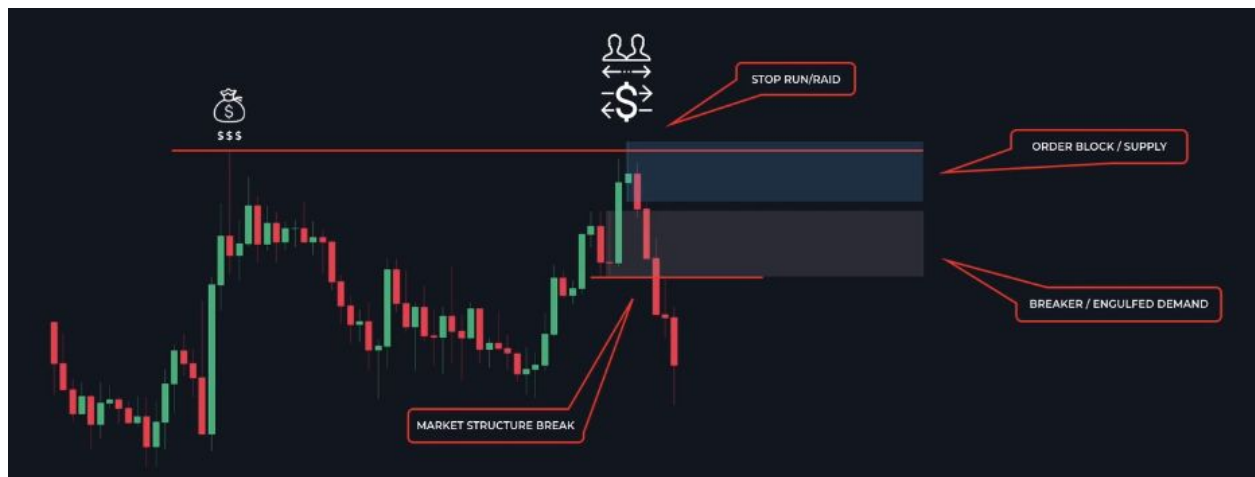 STOP RUN/RAID
$
$
$$$
ORDER BLOCK / SUPPLY
BREAKER / ENGULFED DEMAND
MARKET STRUCTURE BREAK